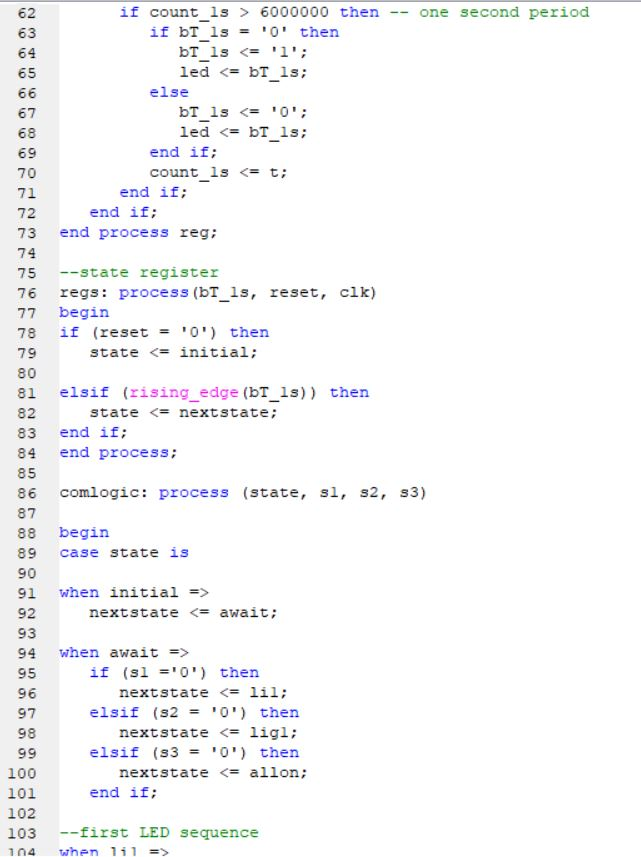 62 if count_1s > 6000000 then -- one second period
63 if bT_1s = '0' then
64 bT_1s <= '1';
65 led <= bT_1s;
66 else
67 bT_1s <= '0';
68 led <= bT_1s;
69 end if;
70 count_1s <= t;
71 end if;
72 end if;
73 end process reg;
74
75 --state register
76 regs: process(bT_1s, reset, clk)
77 begin
78 if (reset = '0') then
79 state <= initial;
80
81 elsif (rising_edge(bT_1s)) then
82 state <= nextstate;
83 end if;
84 end process;
85
86 comlogic: process (state, s1, s2, s3)
87
88 begin
89 case state is
90
91 when initial =>
92 nextstate <= await;
93
94 when await =>
95 if (s1 ='0') then
96 nextstate <= li1;
97 elsif (s2 = '0') then
98 nextstate <= lig1;
99 elsif (s3 = '0') then
100 nextstate <= allon;
101 end if;
102
103 --first LED sequence
104 when li1 =>